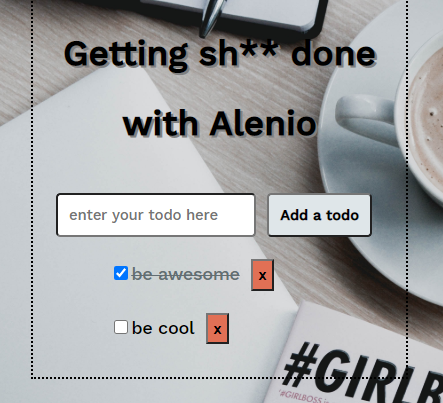 Getting sh** done
with Alenio
enter your todo here
Add a todo
be awesome
x
be cool
x
#GIRLB
#GIRLBOSS